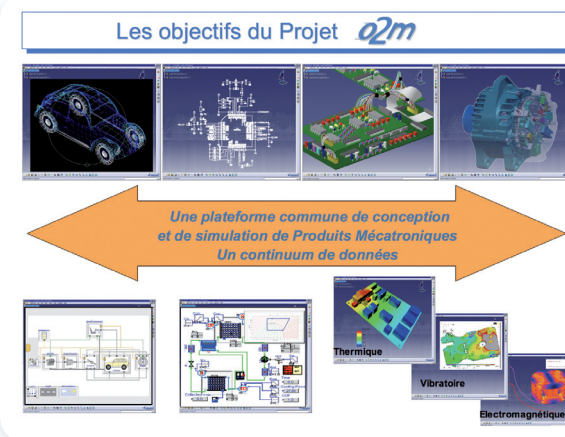 Les objectifs du Projet o2m
Une plateforme commune de conception
et de simulation de Produits Mécatroniques
Un continuum de données
Thermique
Vibratoire
Electromagnétique